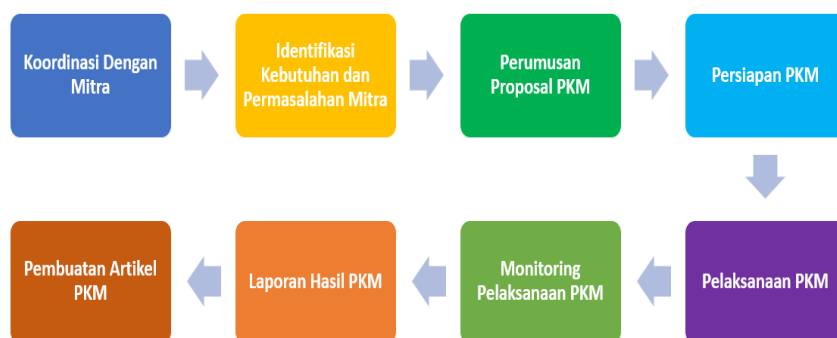 Koordinasi Dengan
Mitra
Identifikasi
Kebutuhan dan
Permasalahan Mitra
Perumusan
Proposal PKM
Persiapan PKM
Pelaksanaan PKM
Monitoring
Pelaksanaan PKM
Laporan Hasil PKM
Pembuatan Artikel
PKM